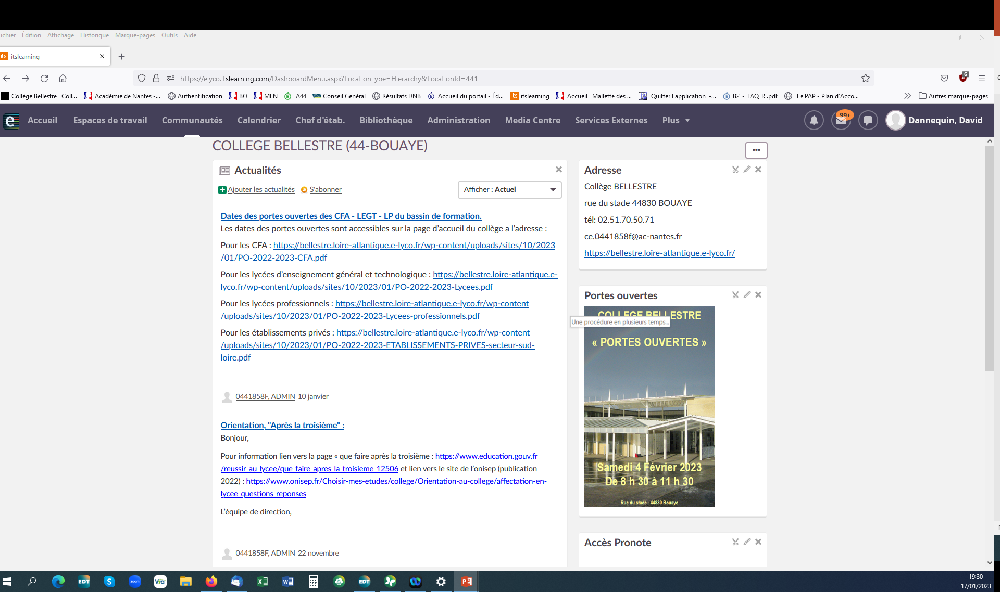 ichier Édition Affichage Historique Marque-pages Outils Aide
its itslearning
https://elyco.itslearning.com/DashboardMenu.aspx?LocationType=Hierarchy&LocationId=441
6
Collège Bellestre | Coll... Académie de Nantes -... Authentification BO MEN IA44 Conseil Général Résultats DNB Accueil du portail - Éd... its itslearning Accueil | Mallette des ... Quitter l´application I-... B2_-_FAQ_RI.pdf Le PAP - Plan d'Acco... Autres marque-pages
e Accueil Espaces de travail Communautés Calendrier Chef d'étab. Bibliothèque Administration Media Centre Services Externes Plus 99+ Dannequin, David
COLLEGE BELLESTRE (44-BOUAYE)
Actualités
Ajouter les actualités S'abonner Afficher : Actuel
Dates des portes ouvertes des CFA - LEGT - LP du bassin de formation.
Les dates des portes ouvertes sont accessibles sur la page d’accueil du collège a l’adresse :
Pour les CFA : https://bellestre.loire-atlantique.e-lyco.fr/wp-content/uploads/sites/10/2023
/01/PO-2022-2023-CFA.pdf
Pour les lycées d’enseignement général et technologique : https://bellestre.loire-atlantique.e-
lyco.fr/wp-content/uploads/sites/10/2023/01/PO-2022-2023-Lycees.pdf
Pour les lycées professionnels : https://bellestre.loire-atlantique.e-lyco.fr/wp-content
/uploads/sites/10/2023/01/PO-2022-2023-Lycees-professionnels.pdf
Pour les établissements privés : https://bellestre.loire-atlantique.e-lyco.fr/wp-content
/uploads/sites/10/2023/01/PO-2022-2023-ETABLISSEMENTS-PRIVES-secteur-sud-
loire.pdf
0441858F, ADMIN 10 janvier
Orientation, "Après la troisième" :
Bonjour,
Pour information lien vers la page « que faire après la troisième : https://www.education.gouv.fr
/reussir-au-lycee/que-faire-apres-la-troisieme-12506 et lien vers le site de l’onisep (publication
2022) : https://www.onisep.fr/Choisir-mes-etudes/college/Orientation-au-college/affectation-en-
lycee-questions-reponses
L’équipe de direction,
0441858F, ADMIN 22 novembre
Adresse
Collège BELLESTRE
rue du stade 44830 BOUAYE
tél: 02.51.70.50.71
ce.0441858f@ac-nantes.fr
https://bellestre.loire-atlantique.e-lyco.fr/
Portes ouvertes
COLLEGE BELLESTRE
Une procédure en plusieurs temps...
« PORTES OUVERTES »
Samedi 4 Février 2023
De 8 h 30 à 11 h 30
Rue du stade - 44830 Bouaye
Accès Pronote
EDT S zoom Via EDT
19:30
17/01/2023